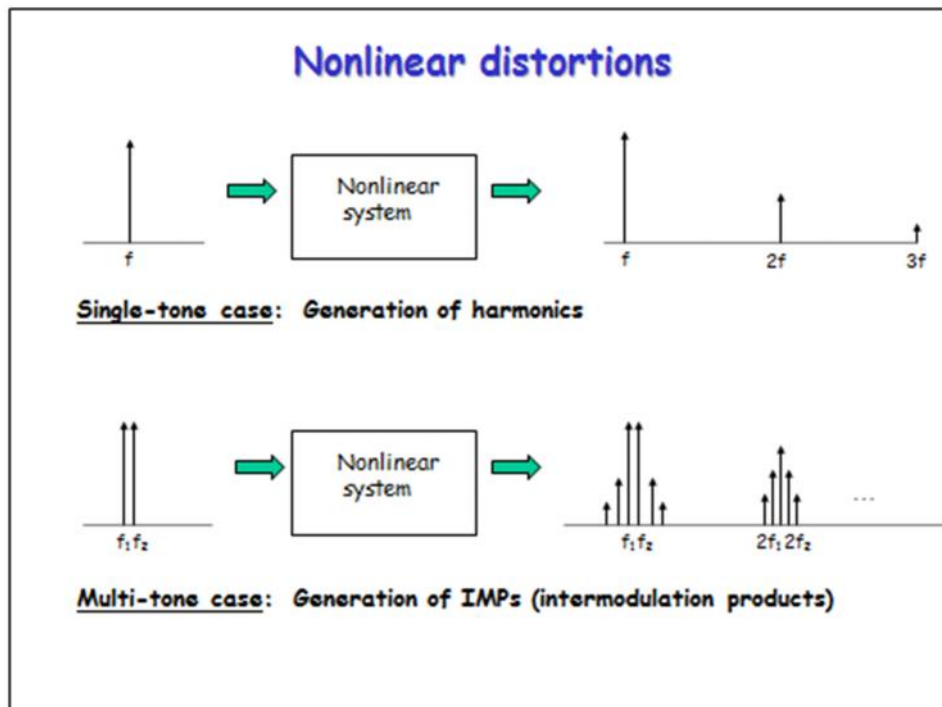 Nonlinear distortions
Nonlinear
system
f
f
2f
3f
Single-tone case: Generation of harmonics
Nonlinear
system
...
f₁f₂
f₁f₂
2f₁2f₂
Multi-tone case: Generation of IMPs (intermodulation products)